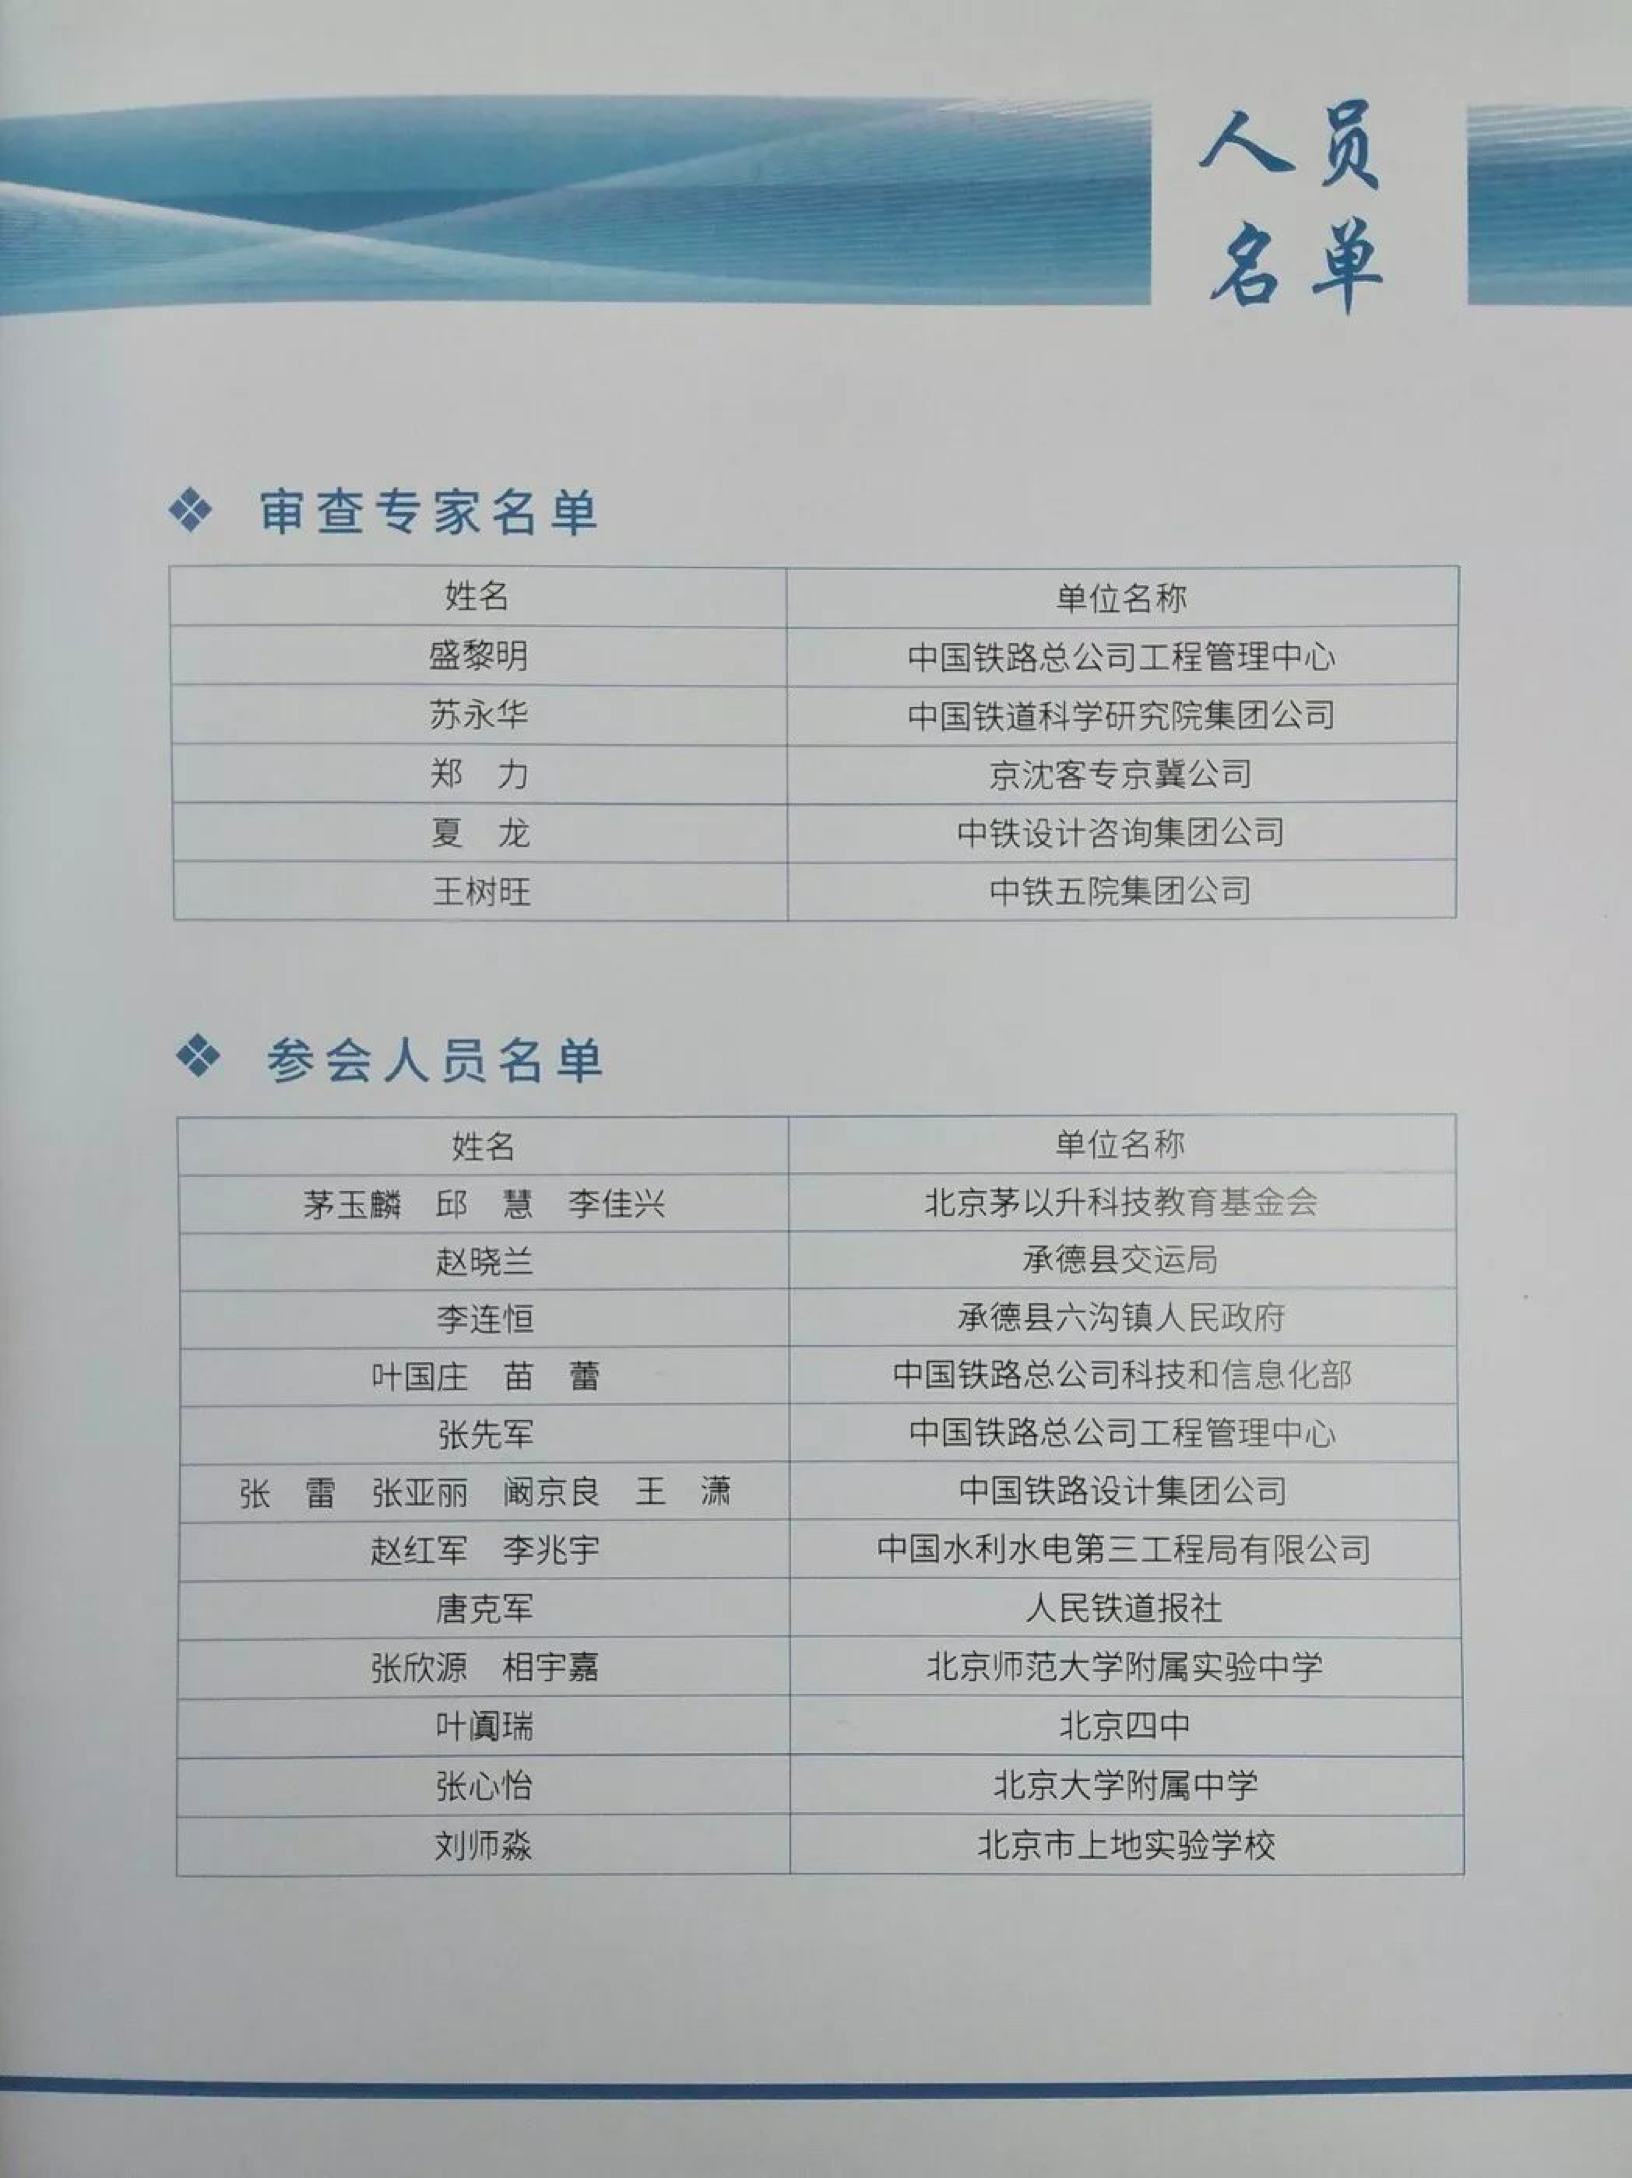 人员
名单
审查专家名单
姓名 单位名称
盛黎明 中国铁路总公司工程管理中心
苏永华 中国铁道科学研究院集团公司
郑 力 京沈客专京冀公司
夏 龙 中铁设计咨询集团公司
王树旺 中铁五院集团公司
参会人员名单
姓名 单位名称
茅玉麟 邱 慧 李佳兴 北京茅以升科技教育基金会
赵晓兰 承德县交运局
李连恒 承德县六沟镇人民政府
叶国庄 苗 蕾 中国铁路总公司科技和信息化部
张先军 中国铁路总公司工程管理中心
张 雷 张亚丽 阚京良 王 潇 中国铁路设计集团公司
赵红军 李兆宇 中国水利水电第三工程局有限公司
唐克军 人民铁道报社
张欣源 相宇嘉 北京师范大学附属实验中学
叶阗瑞 北京四中
张心怡 北京大学附属中学
刘师淼 北京市上地实验学校